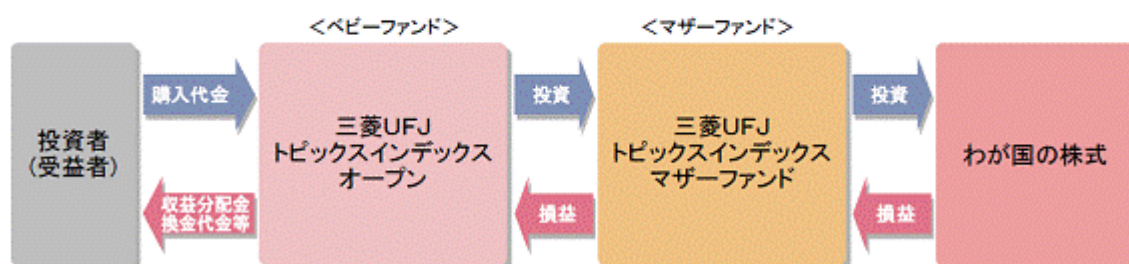 ＜ベビーファンド＞
＜マザーファンド＞
投資者
(受益者)
購入代金
収益分配金
換金代金等
三菱UFJ
トピックスインデックス
オープン
投資
損益
三菱UFJ
トピックスインデックス
マザーファンド
投資
損益
わが国の株式